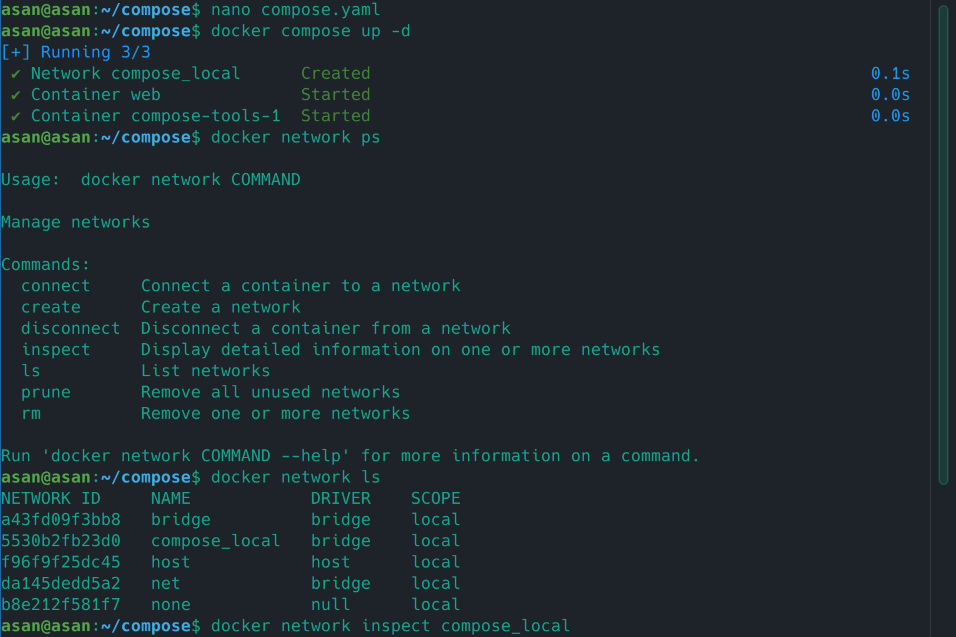 asan@asan:~/compose$ nano compose.yaml
asan@asan:~/compose$ docker compose up -d
[+] Running 3/3
✔ Network compose_local Created 0.1s
✔ Container web Started 0.0s
✔ Container compose-tools-1 Started 0.0s
asan@asan:~/compose$ docker network ps
Usage: docker network COMMAND
Manage networks
Commands:
connect Connect a container to a network
create Create a network
disconnect Disconnect a container from a network
inspect Display detailed information on one or more networks
ls List networks
prune Remove all unused networks
rm Remove one or more networks
Run 'docker network COMMAND --help' for more information on a command.
asan@asan:~/compose$ docker network ls
NETWORK ID NAME DRIVER SCOPE
a43fd09f3bb8 bridge bridge local
5530b2fb23d0 compose_local bridge local
f96f9f25dc45 host host local
da145dedd5a2 net bridge local
b8e212f581f7 none null local
asan@asan:~/compose$ docker network inspect compose_local